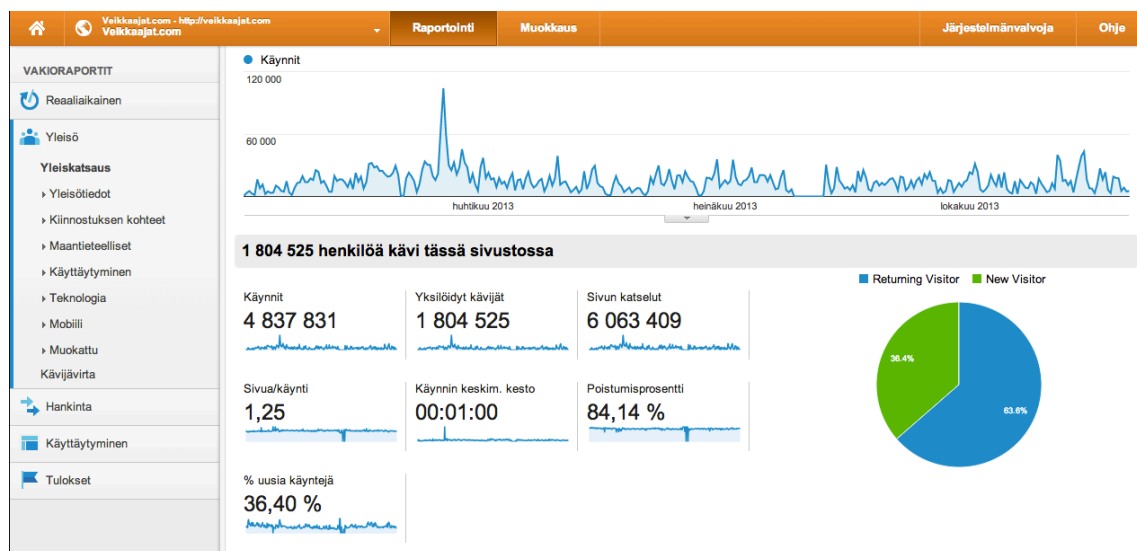 Veikkaajat.com - http://veikkaajat.com
Veikkaajat.com
Raportointi
Muokkaus
Järjestelmänvalvoja
Ohje
VAKIORAPORTIT
Reaaliaikainen
Yleisö
Yleiskatsaus
Yleisötiedot
Kiinnostuksen kohteet
Maantieteelliset
Käyttäytyminen
Teknologia
Mobiili
Muokattu
Kävijävirta
Hankinta
Käyttäytyminen
Tulokset
Käynnit
120 000
60 000
huhtikuu 2013
heinäkuu 2013
lokakuu 2013
1 804 525 henkilöä kävi tässä sivustossa
Käynnit
4 837 831
Yksilöidyt kävijät
1 804 525
Sivun katselut
6 063 409
Sivua/käynti
1,25
Käynnin keskim. kesto
00:01:00
Poistumisprosentti
84,14 %
% uusia käyntejä
36,40 %
Returning Visitor
New Visitor
36.4%
63.6%